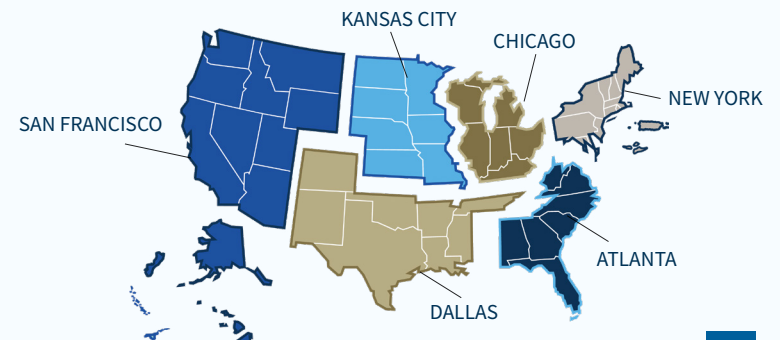 KANSAS CITY
CHICAGO
NEW YORK
SAN FRANCISCO
ATLANTA
DALLAS